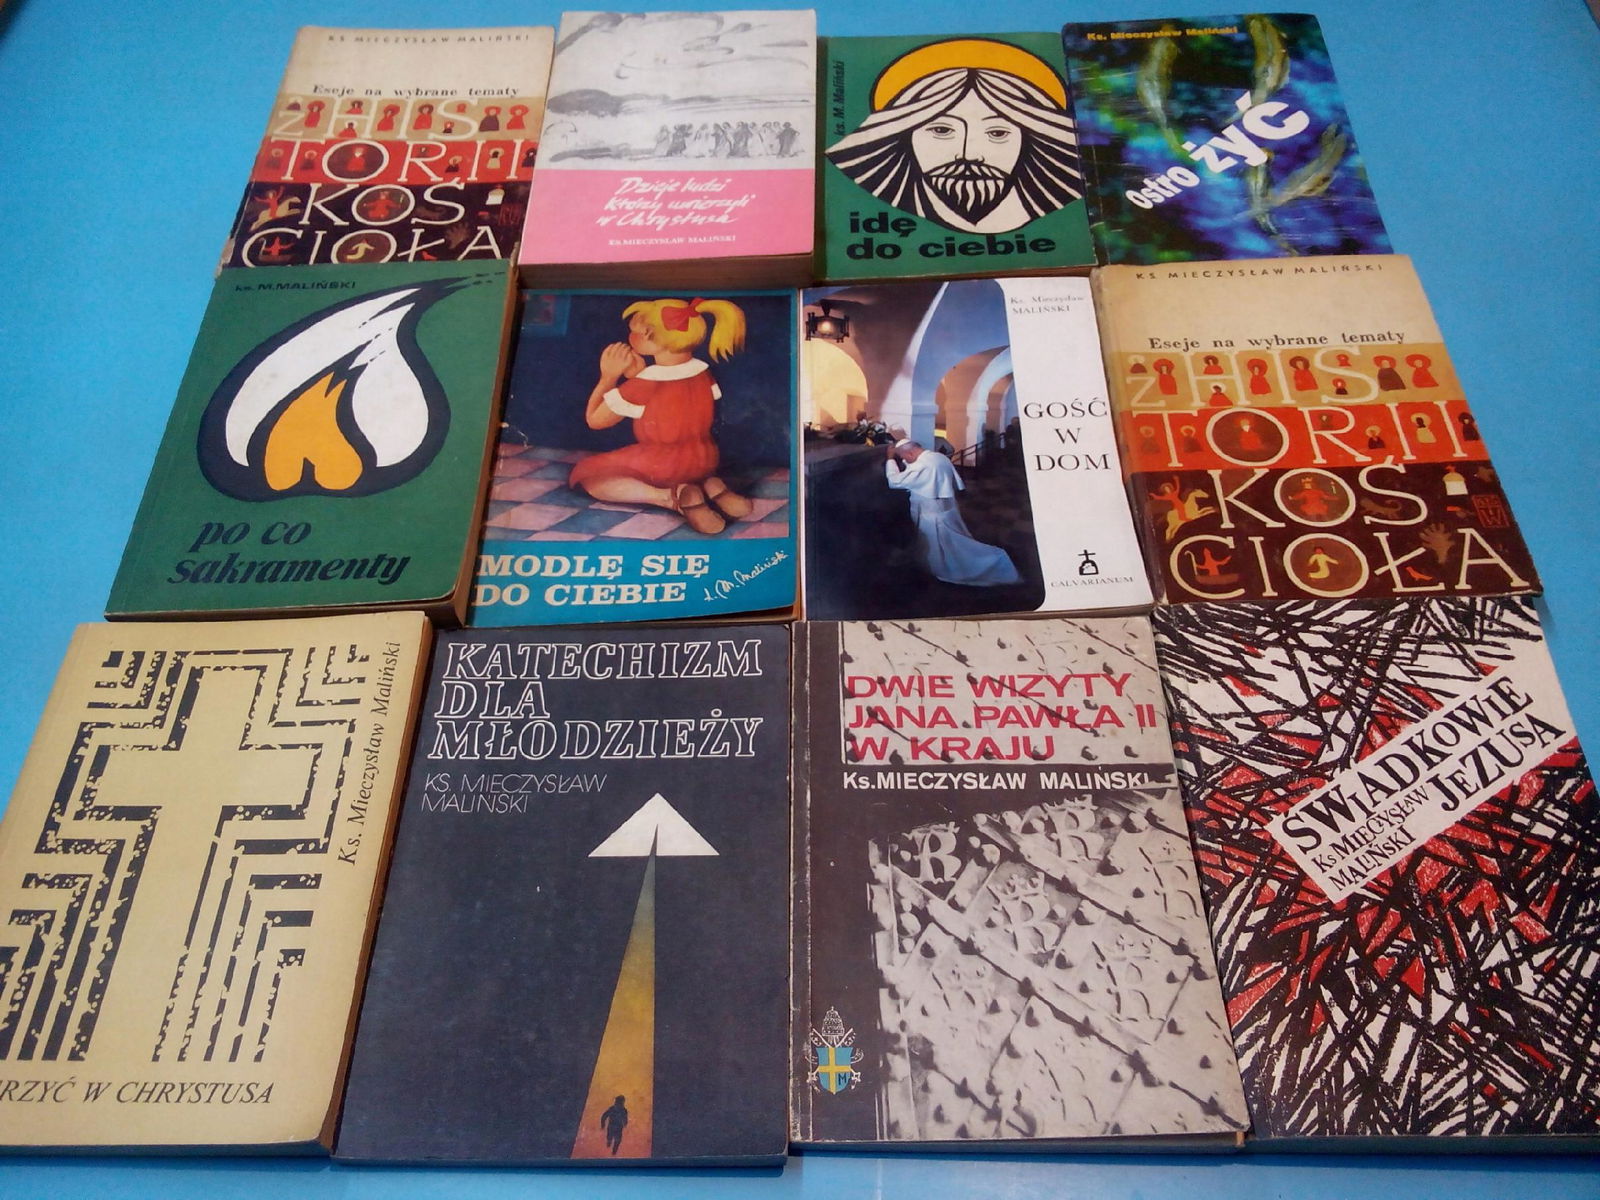 KS. MIECZYSŁAW MALIŃSKI
Eseje na wybrane tematy
Z HIS
TORII
KOŚ
CIOŁA
Dzieje ludzi
którzy uwierzyli
w Chrystusa
KS. MIECZYSŁAW MALIŃSKI
ks. M. Maliński
idę
do ciebie
Ks. Mieczysław Maliński
Ostro żyć
ks. M. MALIŃSKI
po co
sakramenty
MODLĘ SIĘ
DO CIEBIE
x. M. Maliński
Ks. Mieczysław
MALIŃSKI
GOŚĆ
W
DOM
CALVARIANUM
KS. MIECZYSŁAW MALIŃSKI
Eseje na wybrane tematy
Z HIS
TORII
KOŚ
CIOŁA
Ks. Mieczysław Maliński
RZYĆ W CHRYSTUSA
KATECHIZM
DLA
MŁODZIEŻY
KS. MIECZYSŁAW
MALIŃSKI
DWIE WIZYTY
JANA PAWŁA II
W KRAJU
Ks. MIECZYSŁAW MALIŃSKI
ŚWIADKOWIE
JEZUSA
Ks. MIECZYSŁAW
MALIŃSKI